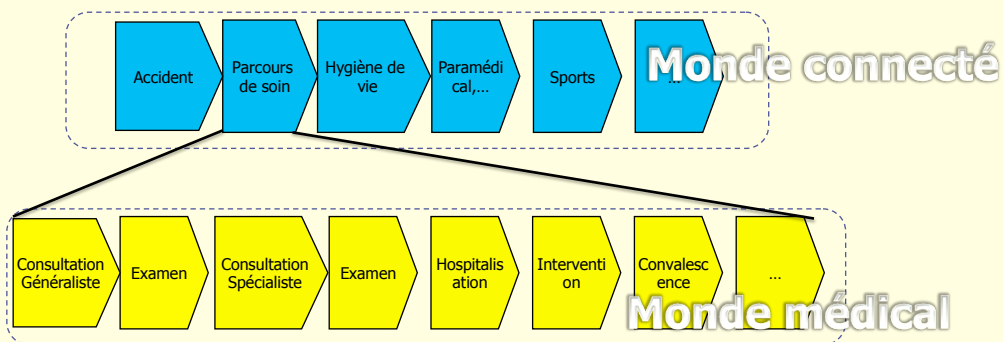 Accident
Parcours
de soin
Hygiène de
vie
Paramédi
cal,...
Sports
...
Monde connecté
Consultation
Généraliste
Examen
Consultation
Spécialiste
Examen
Hospitalis
ation
Interventi
on
Convalesc
ence
...
Monde médical